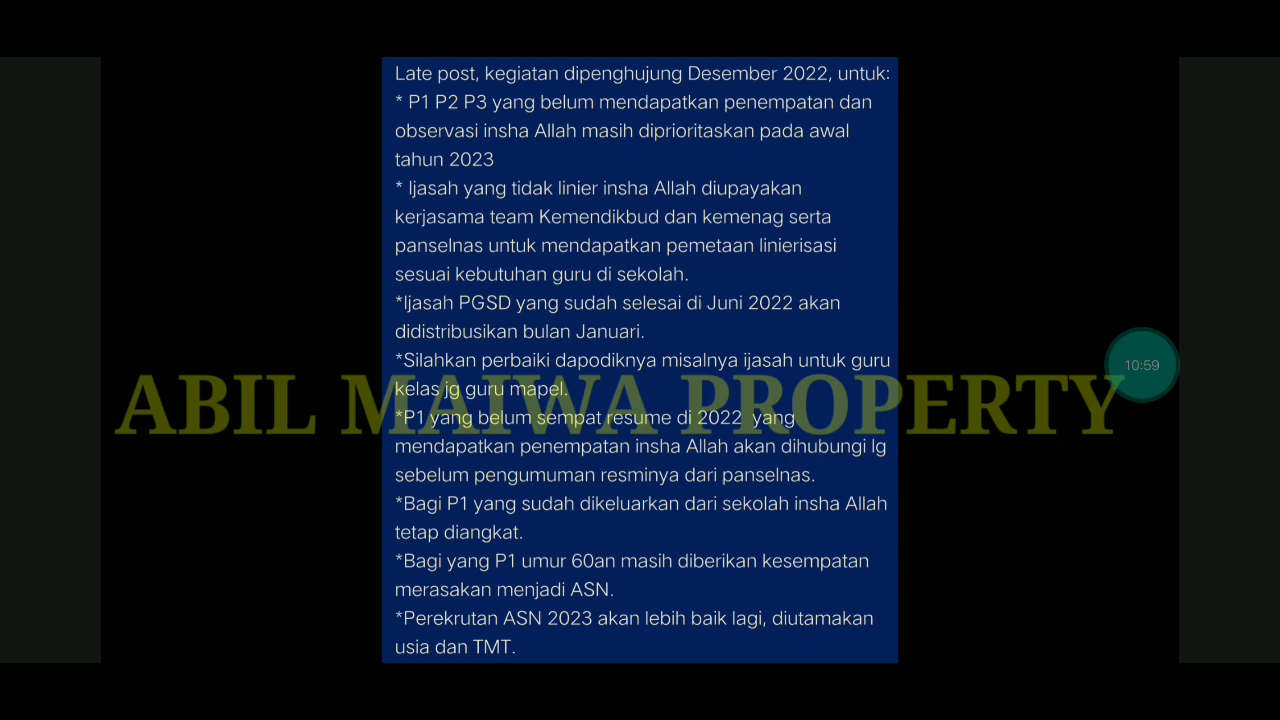 Late post, kegiatan dipenghujung Desember 2022, untuk:
* P1 P2 P3 yang belum mendapatkan penempatan dan
observasi insha Allah masih diprioritaskan pada awal
tahun 2023
* Ijasah yang tidak linier insha Allah diupayakan
kerjasama team Kemendikbud dan kemenag serta
panselnas untuk mendapatkan pemetaan linierisasi
sesuai kebutuhan guru di sekolah.
*Ijasah PGSD yang sudah selesai di Juni 2022 akan
didistribusikan bulan Januari.
*Silahkan perbaiki dapodiknya misalnya ijasah untuk guru
kelas jg guru mapel.
*P1 yang belum sempat resume di 2022  yang
mendapatkan penempatan insha Allah akan dihubungi lg
sebelum pengumuman resminya dari panselnas.
*Bagi P1 yang sudah dikeluarkan dari sekolah insha Allah
tetap diangkat.
*Bagi yang P1 umur 60an masih diberikan kesempatan
merasakan menjadi ASN.
*Perekrutan ASN 2023 akan lebih baik lagi, diutamakan
usia dan TMT.
ABIL MAIWA PROPERTY
10:59